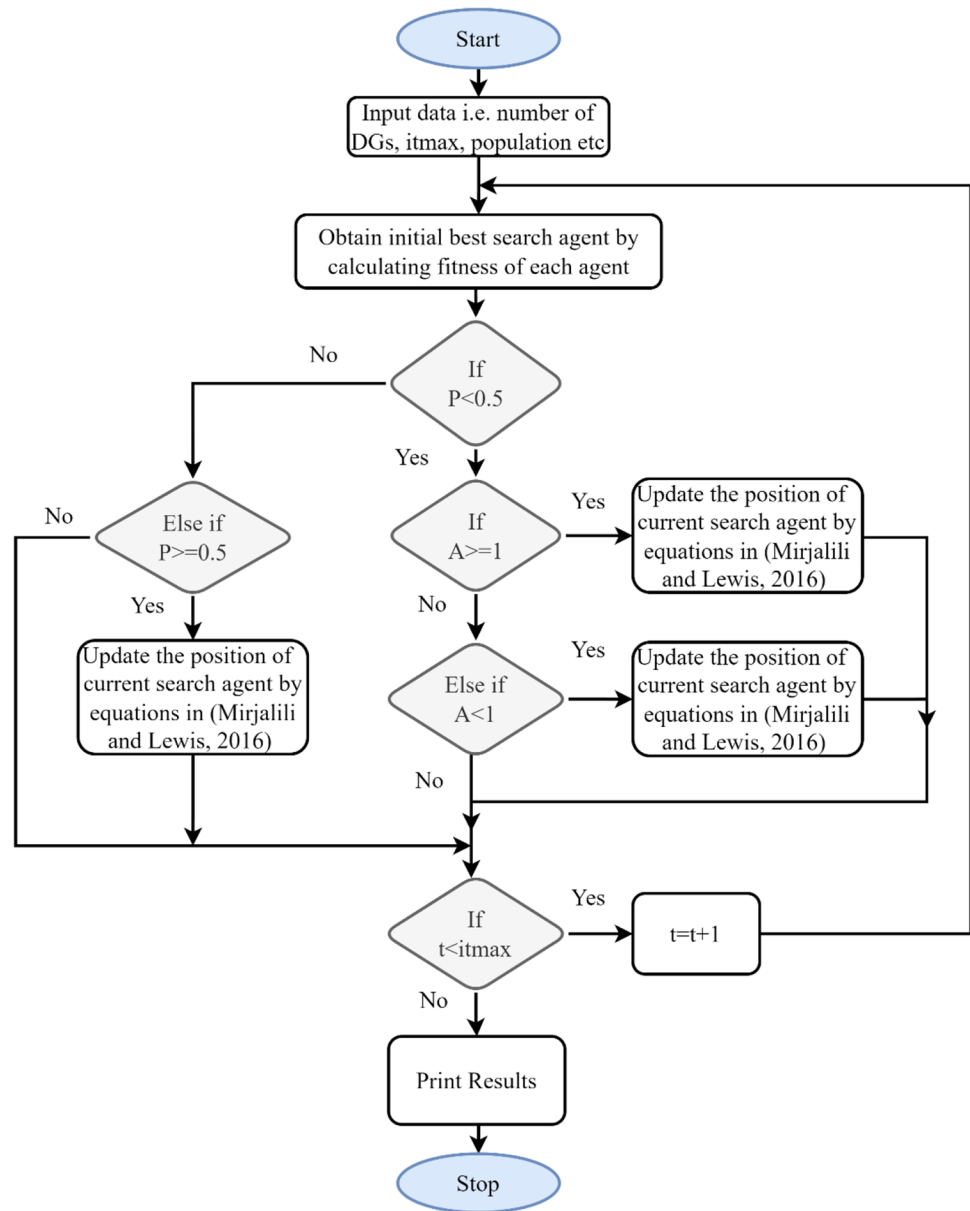 Start
Input data i.e. number of
DGs, itmax, population etc
Obtain initial best search agent by
calculating fitness of each agent
No
If
P<0.5
Yes
No
Else if
P>=0.5
Yes
Update the position of
current search agent by
equations in (Mirjalili
and Lewis, 2016)
If
A>=1
Yes
Update the position of
current search agent by
equations in (Mirjalili
and Lewis, 2016)
No
Else if
A<1
Yes
Update the position of
current search agent by
equations in (Mirjalili
and Lewis, 2016)
No
If
t<itmax
Yes
t=t+1
No
Print Results
Stop